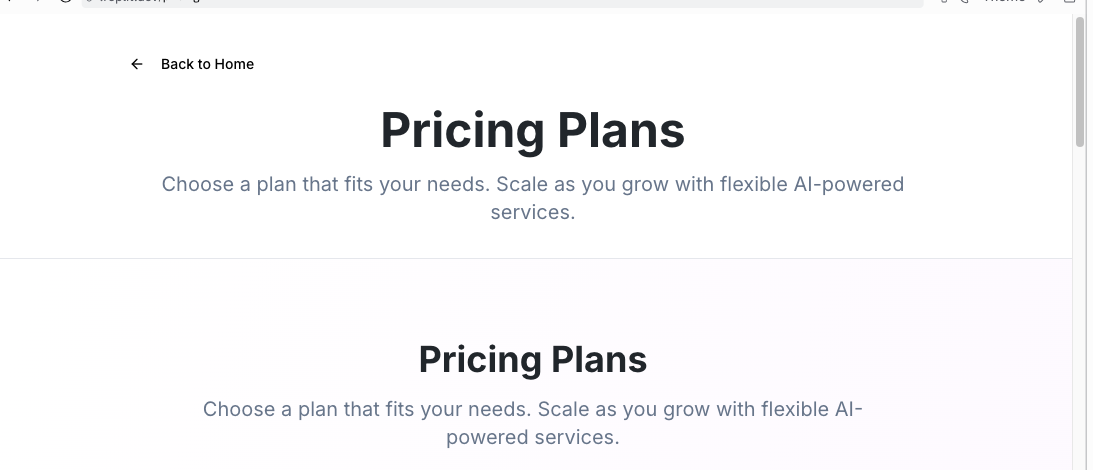 Back to Home
Pricing Plans
Choose a plan that fits your needs. Scale as you grow with flexible AI-powered
services.
Pricing Plans
Choose a plan that fits your needs. Scale as you grow with flexible AI-
powered services.